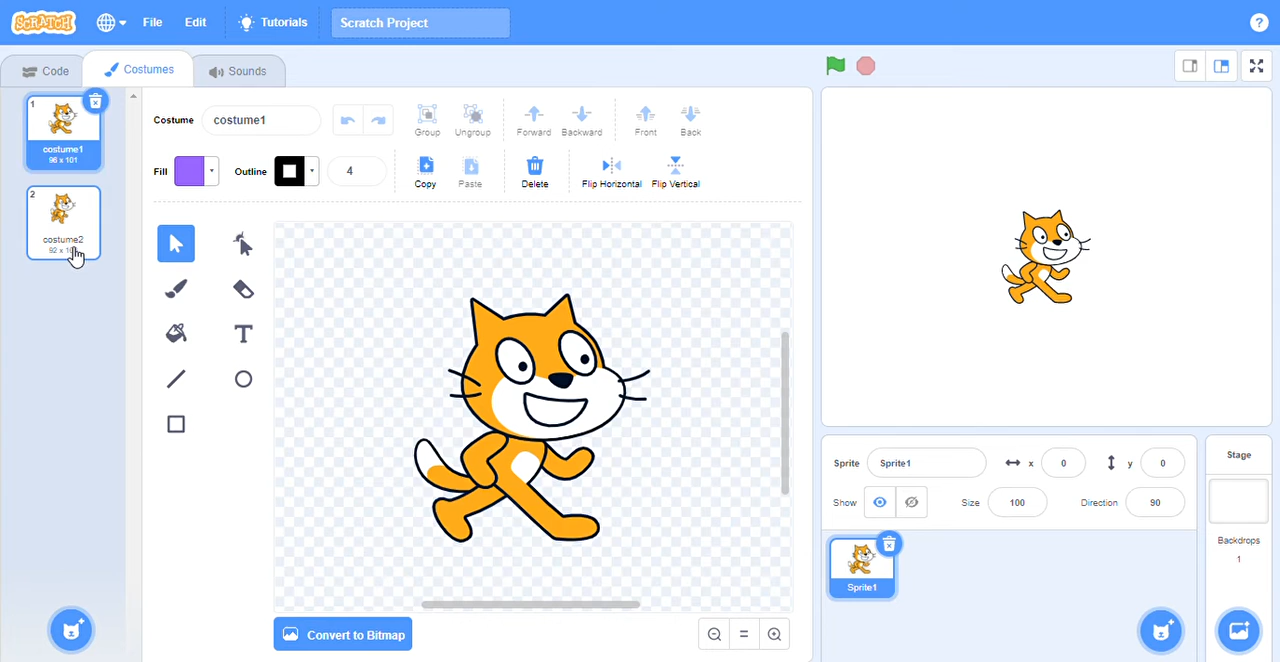 SCRATCH File Edit Tutorials Scratch Project ?
Code Costumes Sounds
1
costume1
96 x 101
2
costume2
92 x
Costume costume1 Group Ungroup Forward Backward Front Back
Fill Outline 4 Copy Paste Delete Flip Horizontal Flip Vertical
T
Convert to Bitmap
Sprite Sprite1 x 0 y 0
Show Size 100 Direction 90
Sprite1
Stage
Backdrops
1